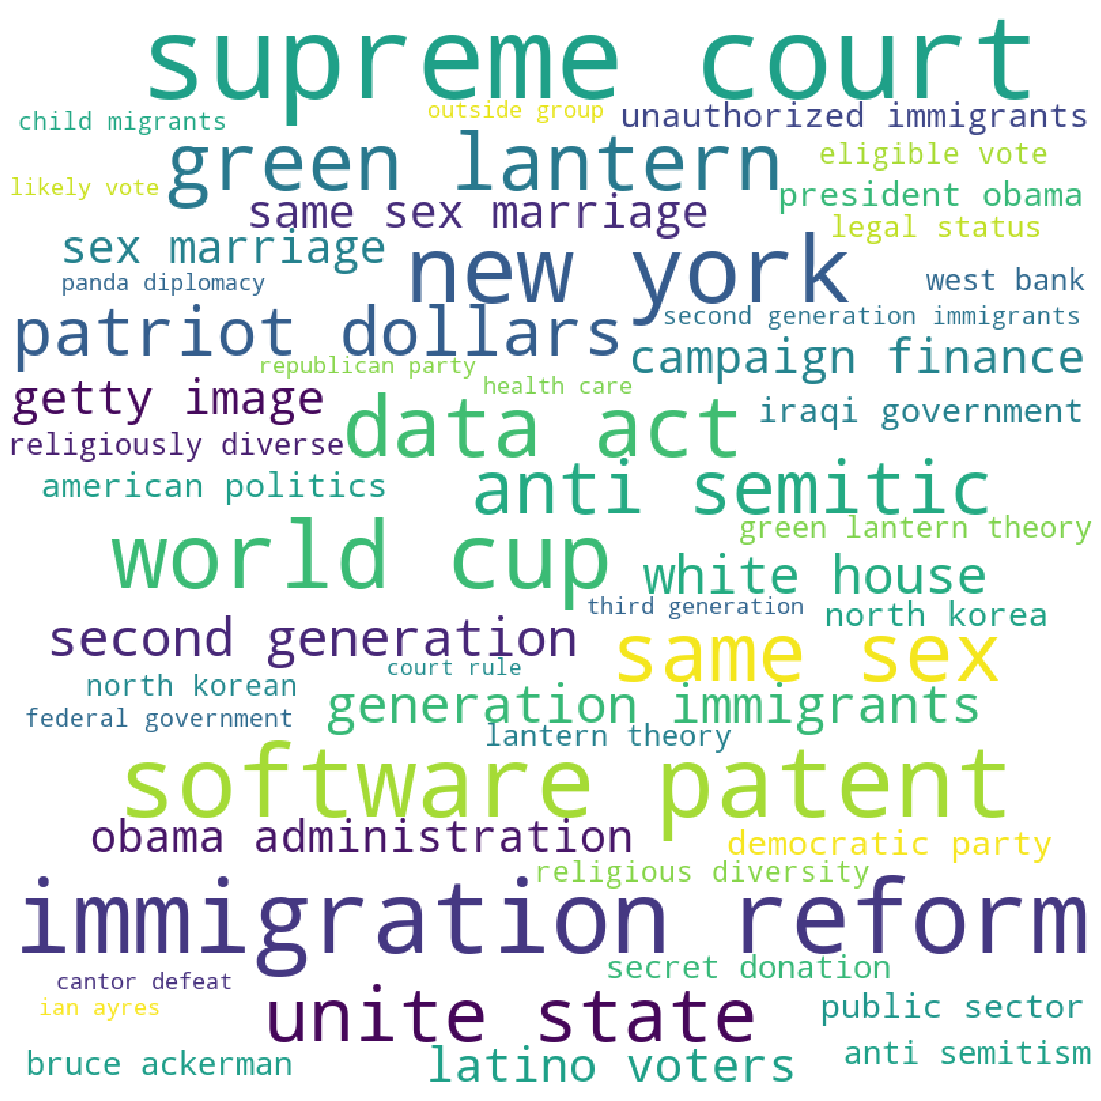 supreme court
outside group
unauthorized immigrants
child migrants
green lantern
eligible vote
likely vote
president obama
same sex marriage
legal status
sex marriage
new york
panda diplomacy
west bank
patriot dollars
second generation immigrants
republican party
campaign finance
health care
getty image
data act
iraqi government
religiously diverse
american politics
anti semitic
green lantern theory
world cup
white house
third generation
north korea
second generation
same sex
court rule
north korean
generation immigrants
federal government
lantern theory
software patent
obama administration
democratic party
religious diversity
immigration reform
secret donation
cantor defeat
unite state
ian ayres
public sector
anti semitism
bruce ackerman
latino voters